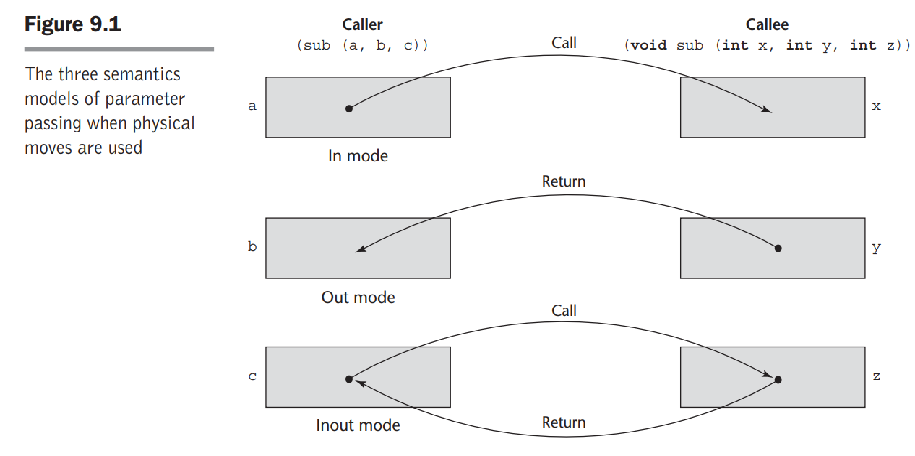 Figure 9.1
The three semantics
models of parameter
passing when physical
moves are used
Caller
(sub (a, b, c))
Callee
(void sub (int x, int y, int z))
Call
a
x
In mode
Return
b
y
Out mode
Call
c
z
Inout mode
Return